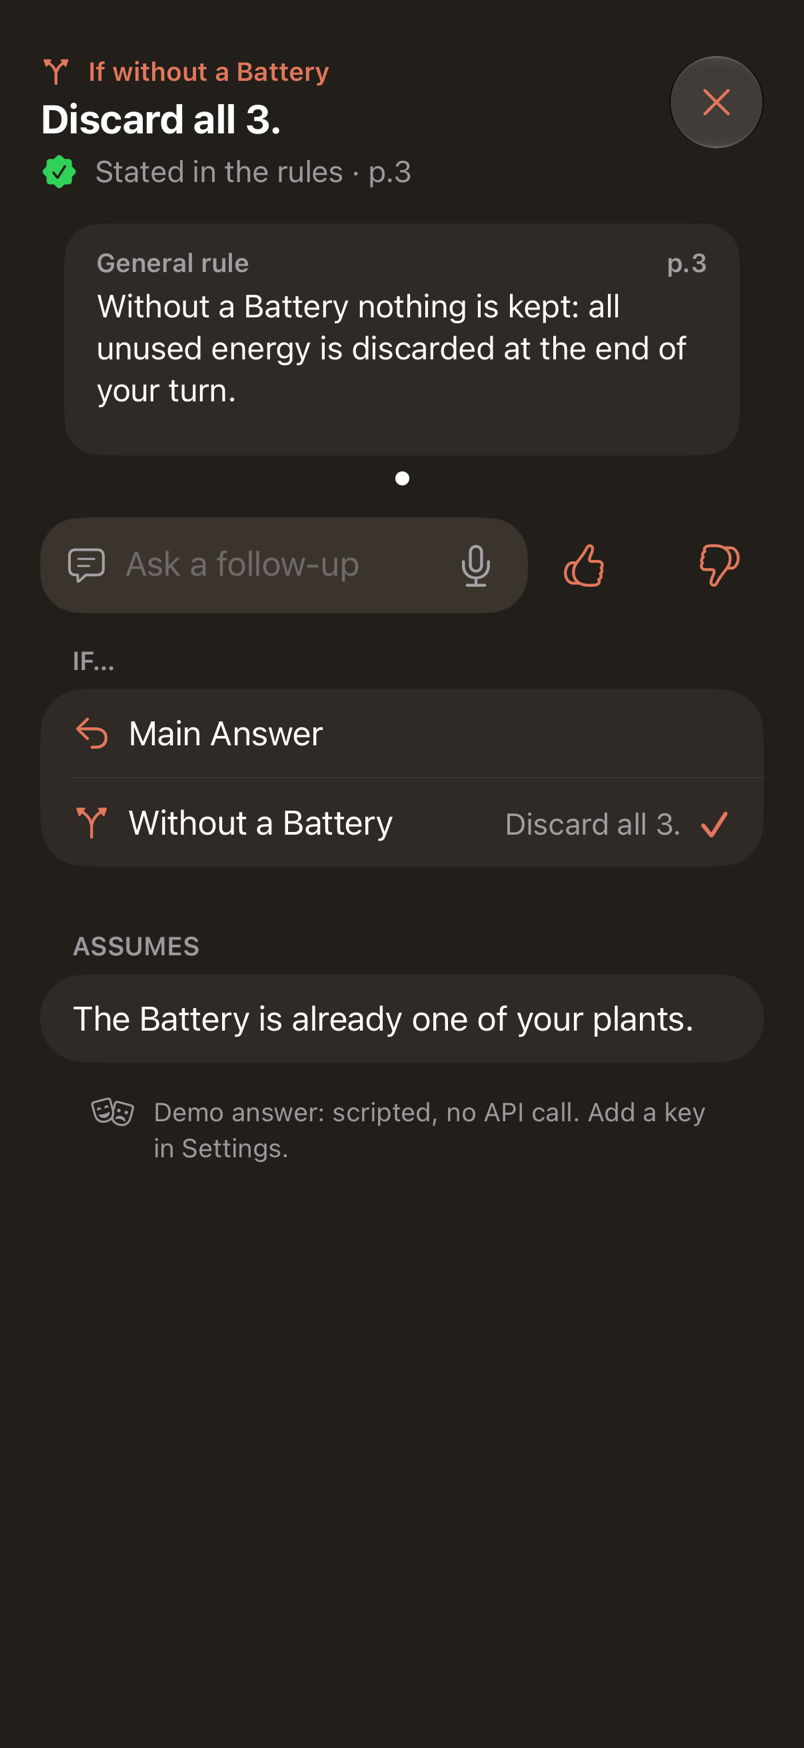 If without a Battery
Discard all 3.
Stated in the rules · p.3
General rule p.3
Without a Battery nothing is kept: all
unused energy is discarded at the end of
your turn.
Ask a follow-up
IF...
Main Answer
Without a Battery Discard all 3.
ASSUMES
The Battery is already one of your plants.
Demo answer: scripted, no API call. Add a key
in Settings.